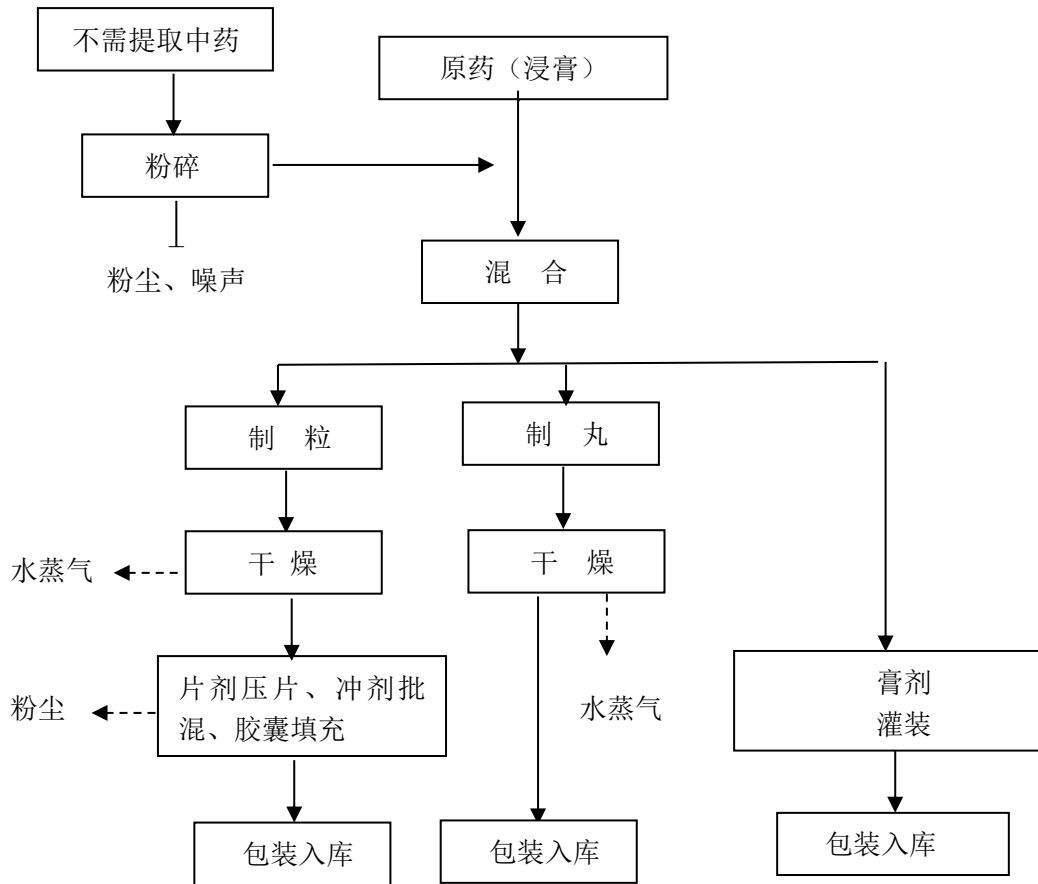 不需提取中药
原药（浸膏）
粉碎
粉尘、噪声
混 合
制 粒
制 丸
水蒸气
干 燥
干 燥
粉尘
片剂压片、冲剂批
混、胶囊填充
水蒸气
膏剂
灌装
包装入库
包装入库
包装入库